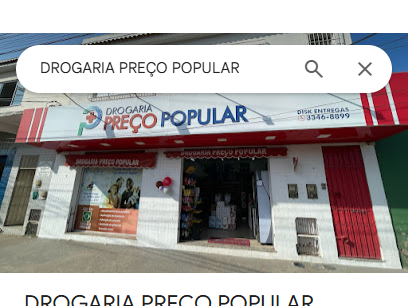 DROGARIA PREÇO POPULAR
DROGARIA
PREÇO POPULAR
DISK ENTREGAS
3346-8899
DROGARIA PREÇO POPULAR
DROGARIA PREÇO POPULAR
DROGARIA PREÇO POPULAR